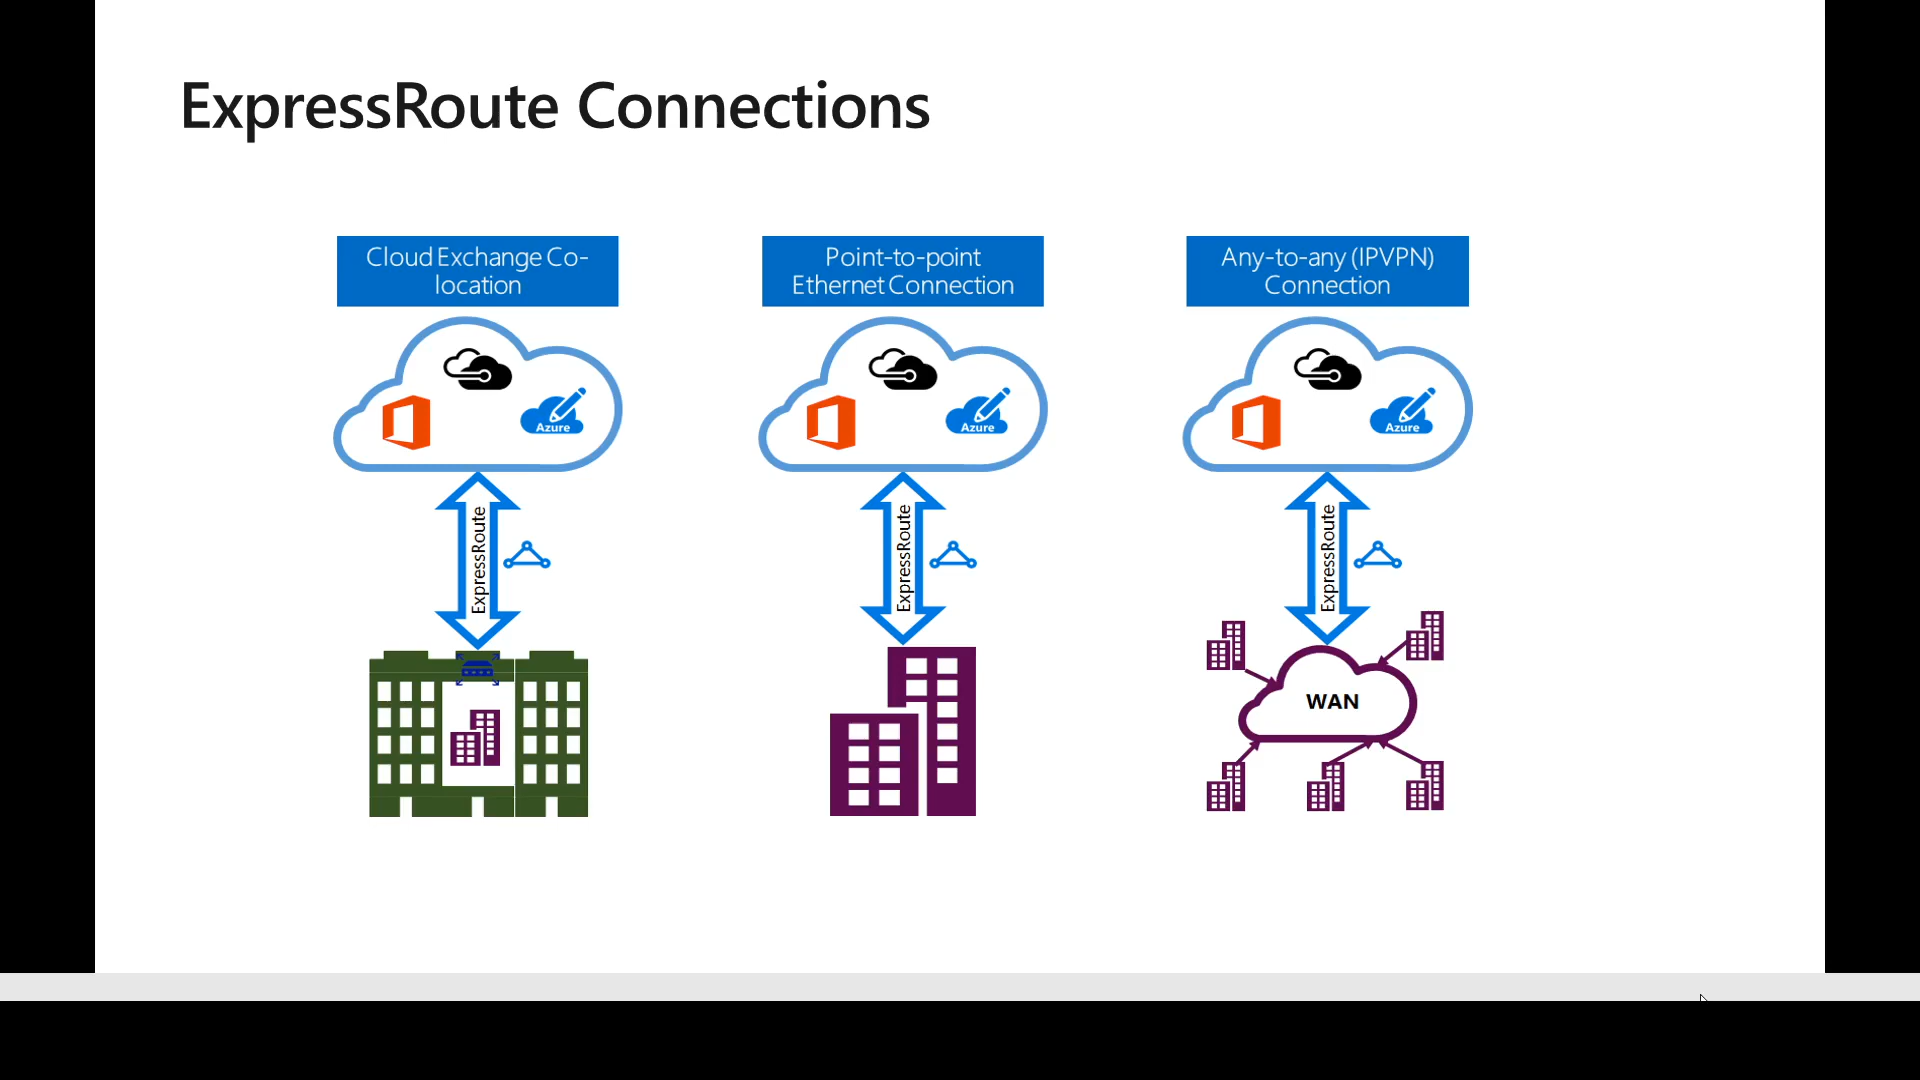 ExpressRoute Connections
Cloud Exchange Co-
location
Point-to-point
Ethernet Connection
Any-to-any (IPVPN)
Connection
Azure
Azure
Azure
ExpressRoute
ExpressRoute
ExpressRoute
WAN